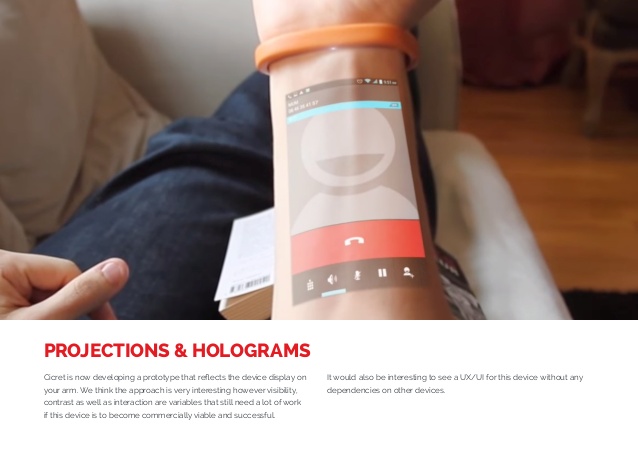 PROJECTIONS & HOLOGRAMS
Cicret is now developing a prototype that reflects the device display on
your arm. We think the approach is very interesting however visibility,
contrast as well as interaction are variables that still need a lot of work
if this device is to become commercially viable and successful.
It would also be interesting to see a UX/UI for this device without any
dependencies on other devices.